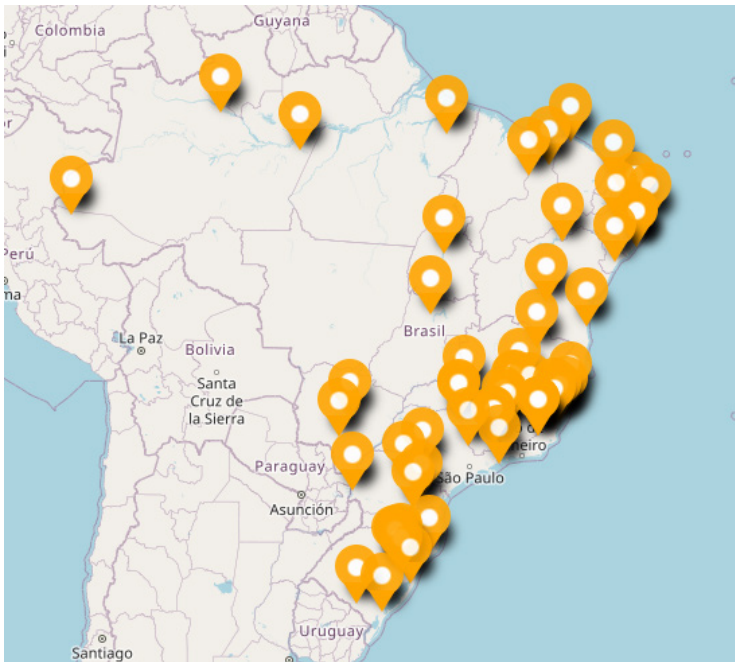 Guyana
Colombia
Perú
Brasil
La Paz
Bolivia
Santa
Cruz de
la Sierra
Paraguay
São Paulo
Asunción
Uruguay
Santiago